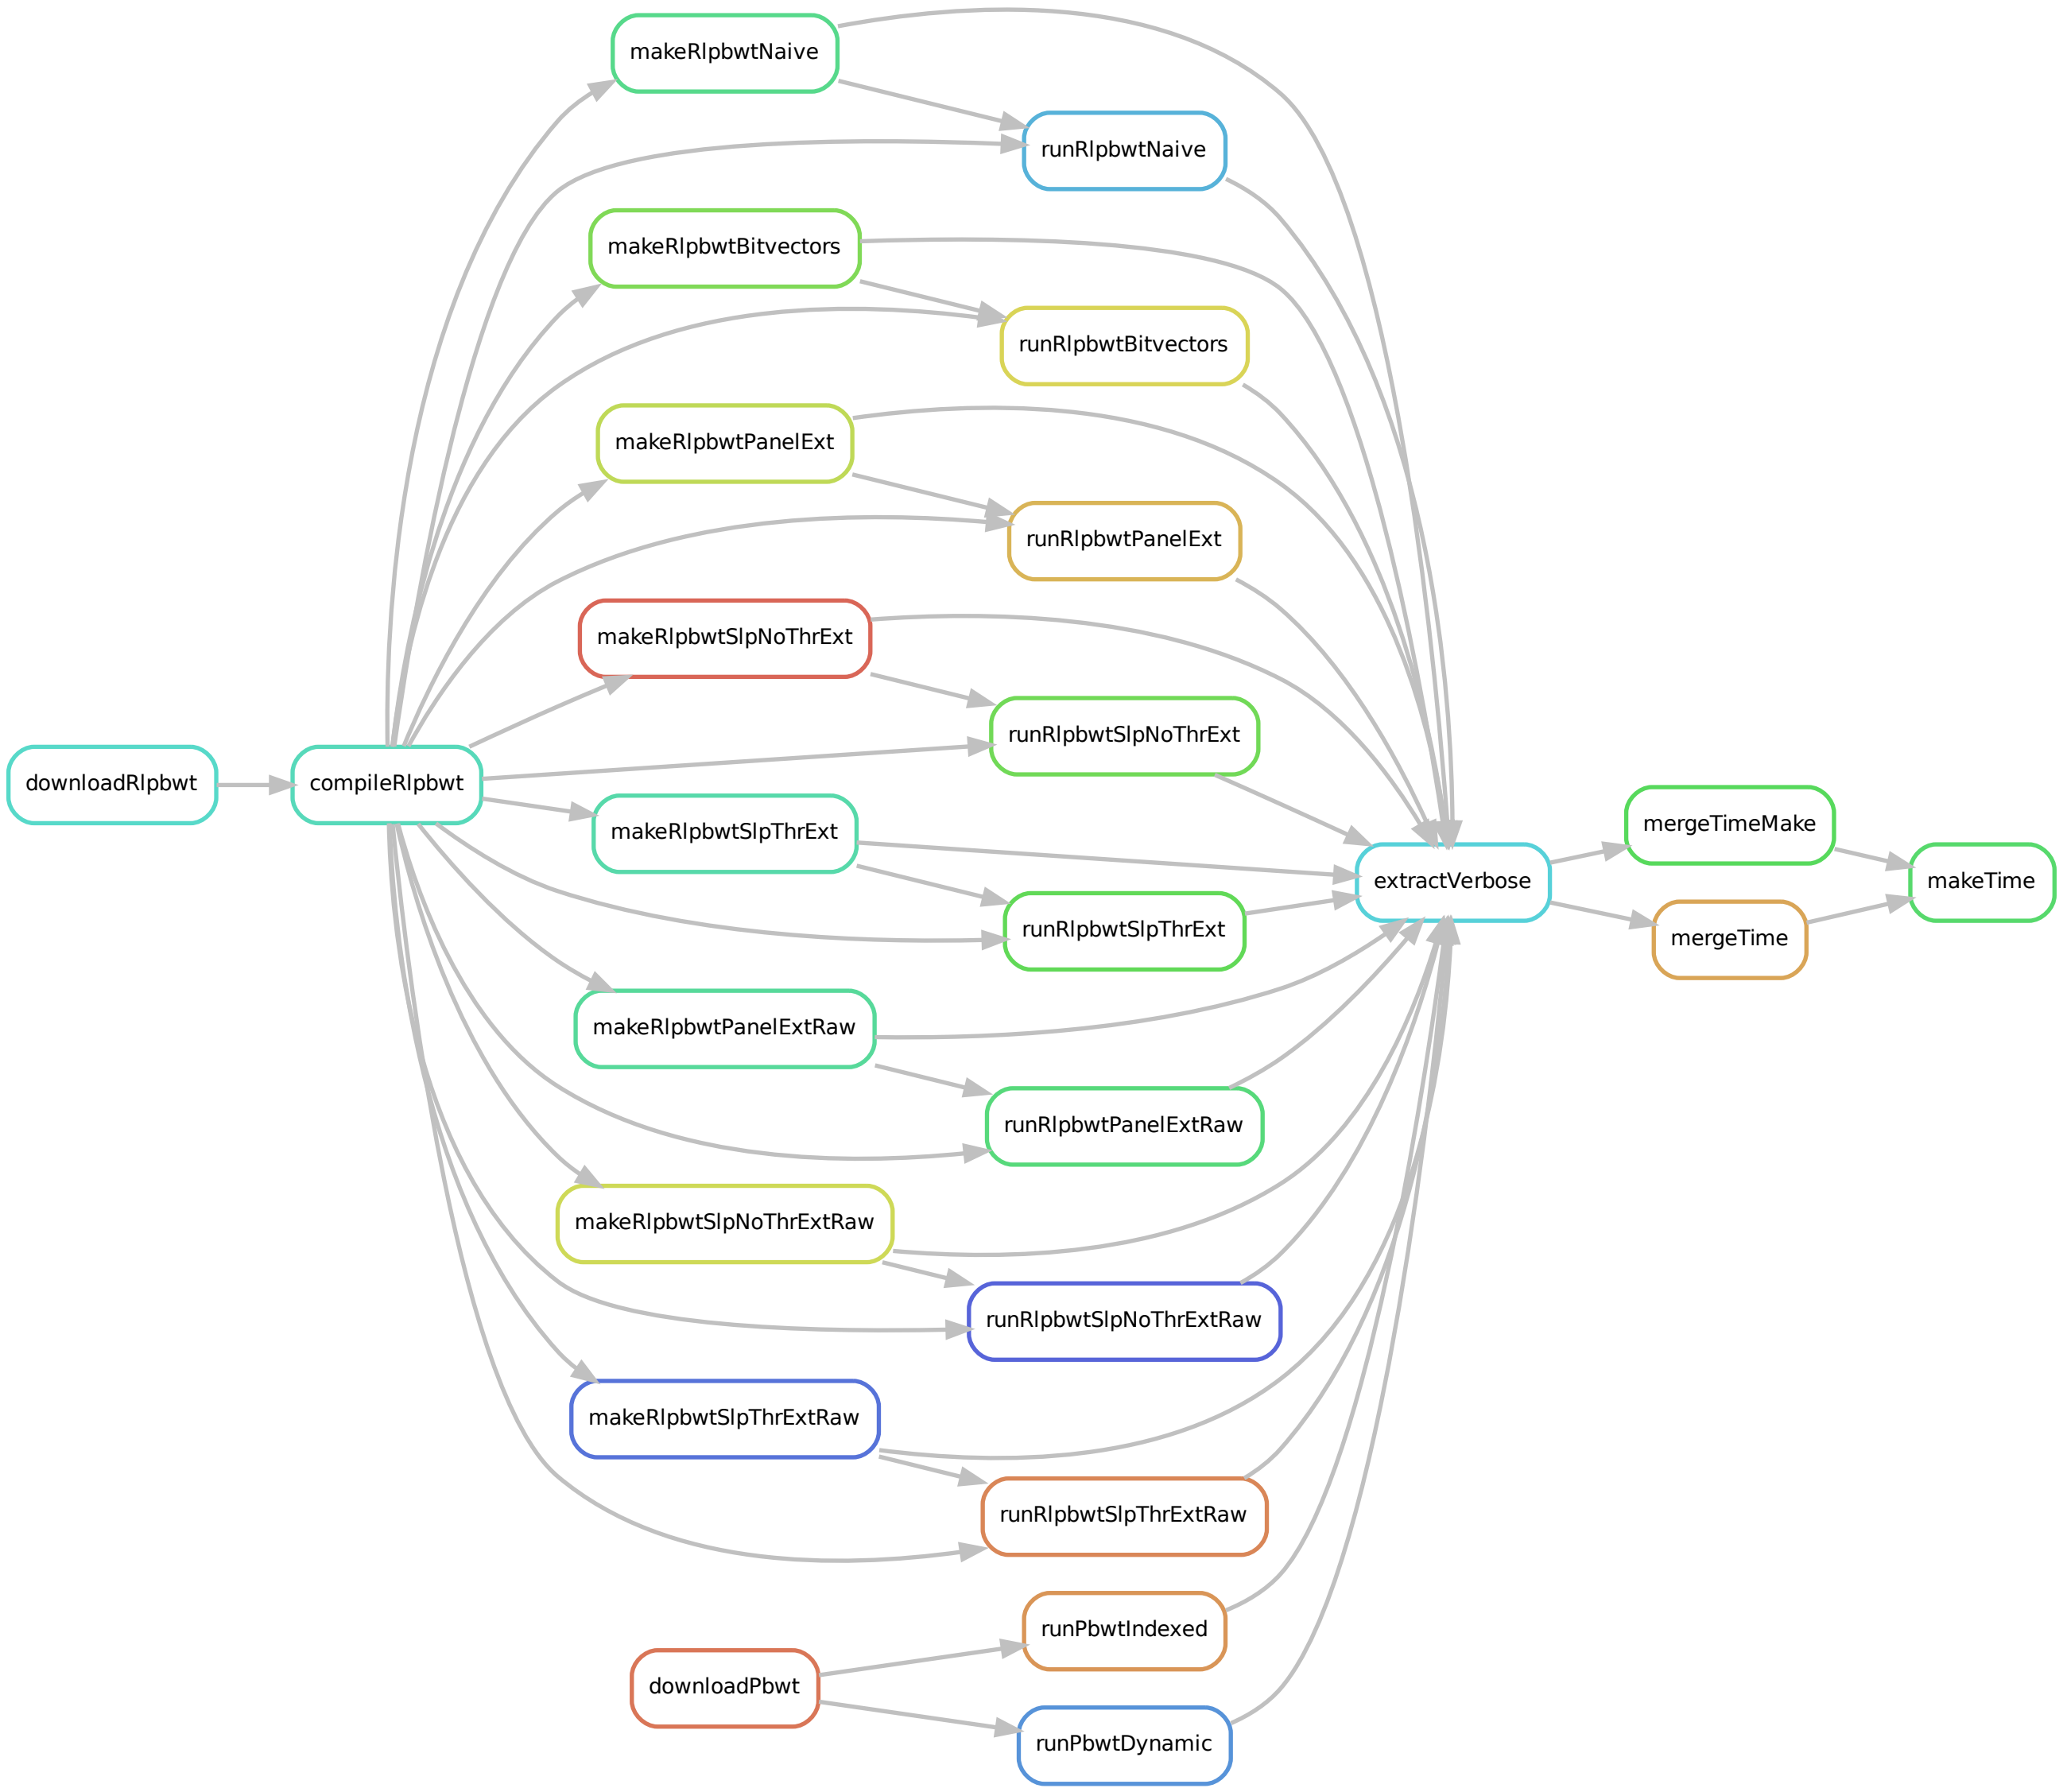 makeRlpbwtNaive
runRlpbwtNaive
makeRlpbwtBitvectors
runRlpbwtBitvectors
makeRlpbwtPanelExt
runRlpbwtPanelExt
makeRlpbwtSlpNoThrExt
runRlpbwtSlpNoThrExt
downloadRlpbwt
compileRlpbwt
makeRlpbwtSlpThrExt
mergeTimeMake
extractVerbose
makeTime
runRlpbwtSlpThrExt
mergeTime
makeRlpbwtPanelExtRaw
runRlpbwtPanelExtRaw
makeRlpbwtSlpNoThrExtRaw
runRlpbwtSlpNoThrExtRaw
makeRlpbwtSlpThrExtRaw
runRlpbwtSlpThrExtRaw
runPbwtIndexed
downloadPbwt
runPbwtDynamic